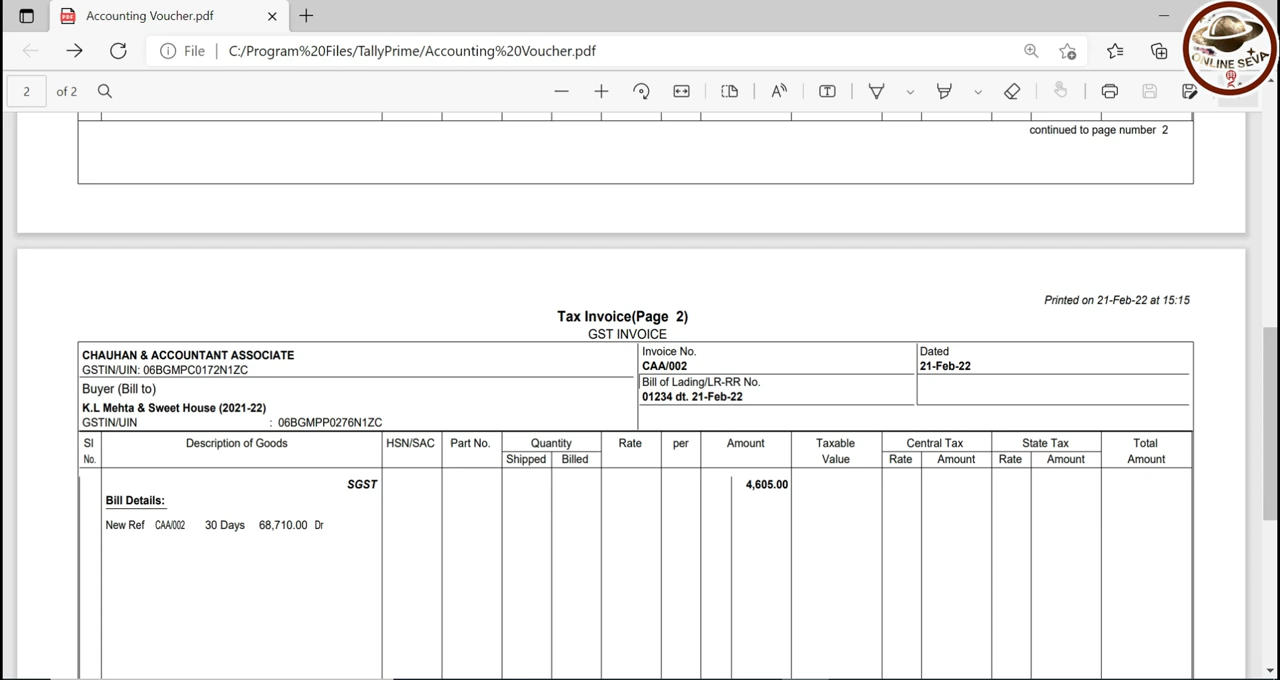 Accounting Voucher.pdf
File
C:/Program%20Files/TallyPrime/Accounting%20Voucher.pdf
ONLINE SEVA
2 of 2
continued to page number 2
Printed on 21-Feb-22 at 15:15
Tax Invoice(Page 2)
GST INVOICE
CHAUHAN & ACCOUNTANT ASSOCIATE
GSTIN/UIN: 06BGMPC0172N1ZC
Invoice No.
CAA/002
Dated
21-Feb-22
Buyer (Bill to)
K.L Mehta & Sweet House (2021-22)
GSTIN/UIN : 06BGMPP0276N1ZC
Bill of Lading/LR-RR No.
01234 dt. 21-Feb-22
Sl No. Description of Goods HSN/SAC Part No. Quantity Rate per Amount Taxable Value Central Tax State Tax Total Amount
Shipped Billed Rate Amount Rate Amount
SGST 4,605.00
Bill Details:
New Ref CAA/002 30 Days 68,710.00 Dr